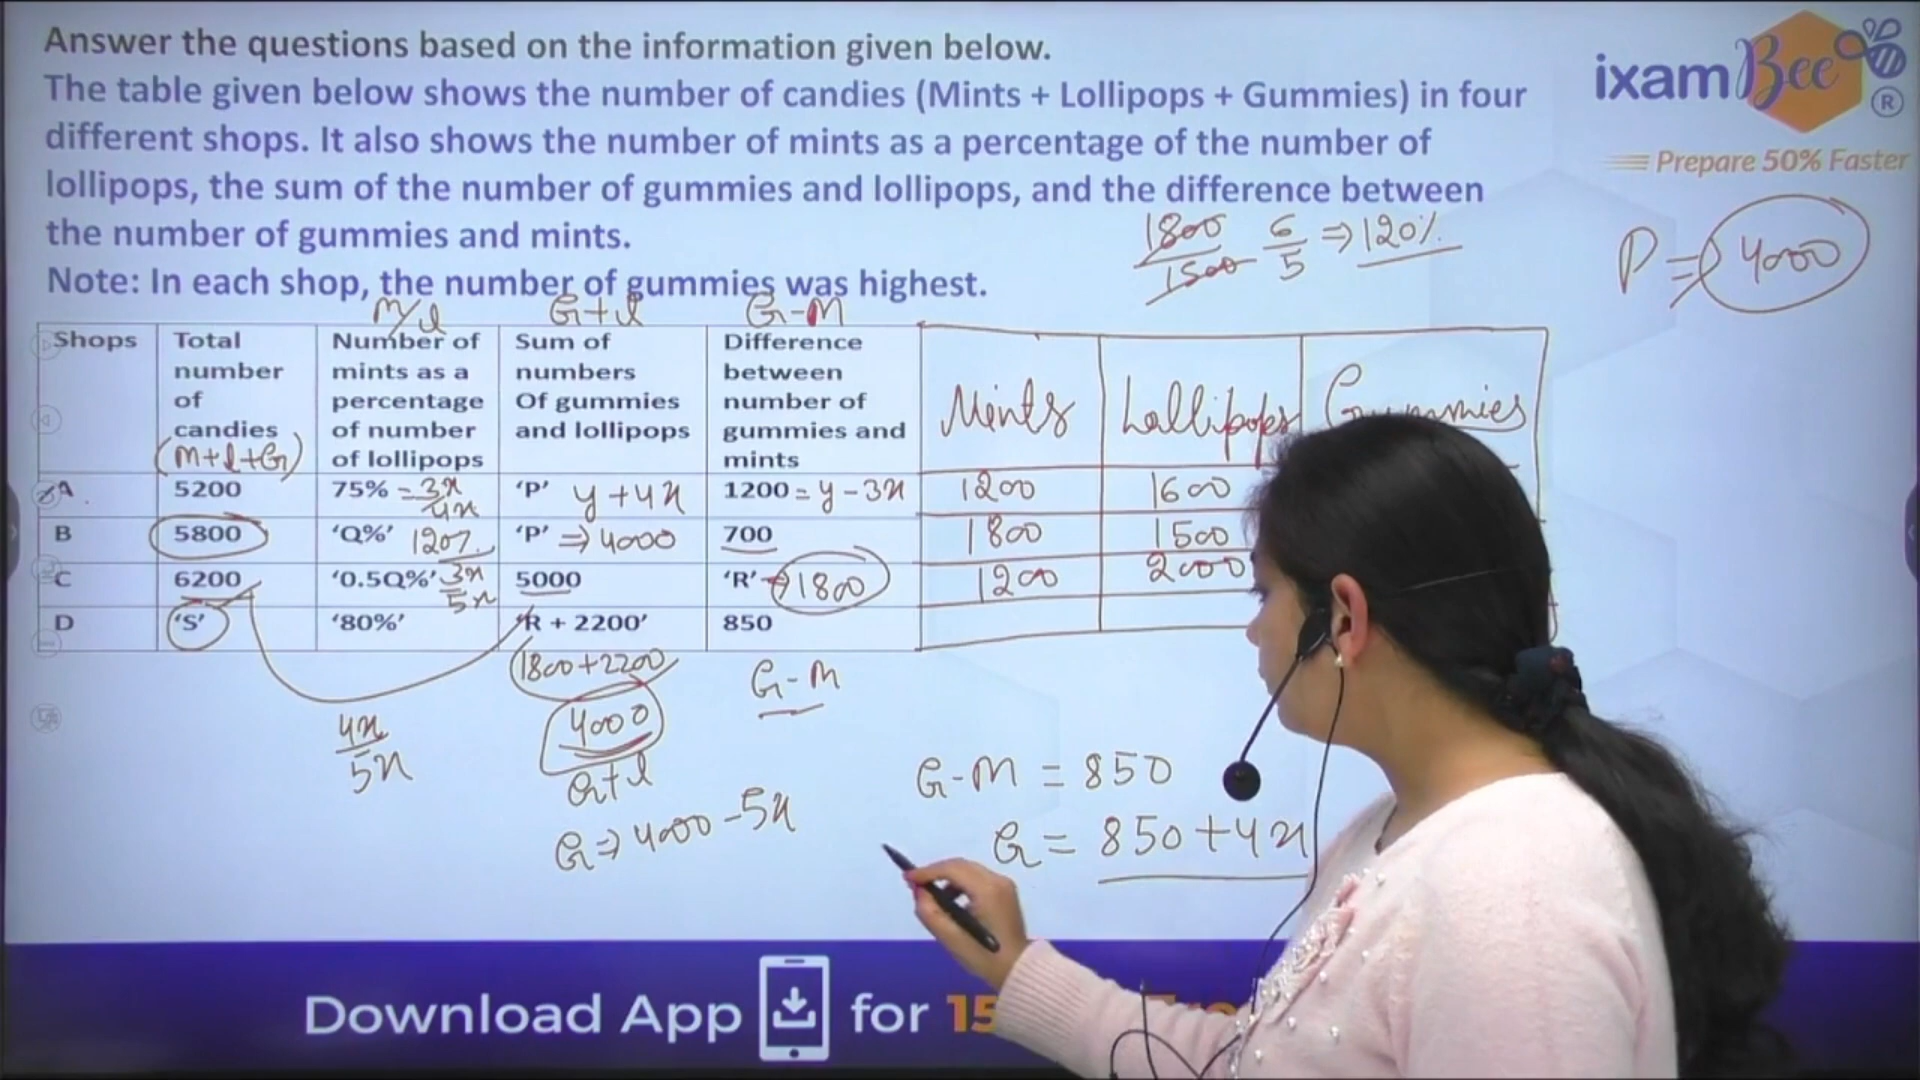 Answer the questions based on the information given below.
The table given below shows the number of candies (Mints + Lollipops + Gummies) in four
different shops. It also shows the number of mints as a percentage of the number of
lollipops, the sum of the number of gummies and lollipops, and the difference between
the number of gummies and mints.
Note: In each shop, the number of gummies was highest.
ixamBee ®
Prepare 50% Faster
1800/1500 6/5 ⇒ 120%
P ⇒ 4000
M/l G+l G-M
Shops | Total number of candies (M+l+G) | Number of mints as a percentage of number of lollipops | Sum of numbers Of gummies and lollipops | Difference between number of gummies and mints | Mints | Lallipops | Gummies
A | 5200 | 75% = 3x/4x | 'P' y+4x | 1200 = y-3x | 1200 | 1600
B | 5800 | 'Q%' 120% | 'P' ⇒ 4000 | 700 | 1800 | 1500
C | 6200 | '0.5Q%' 3x/5x | 5000 | 'R' ⇒ 1800 | 1200 | 2000
D | 'S' | '80%' | 'R + 2200' | 850
1800+2200
G-M
4x/5x
4000
G+l
G ⇒ 4000-5x
G-M = 850
G = 850+4x
Download App for 15